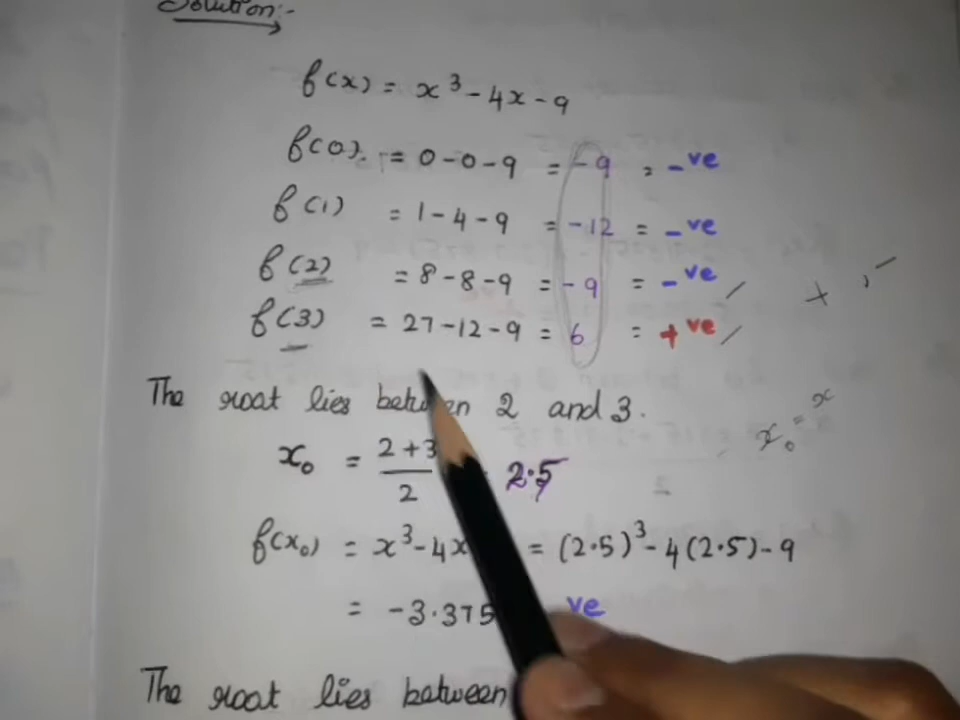 Solution:-
f(x) = x³ - 4x - 9
f(0) = 0 - 0 - 9 = -9 = -ve
f(1) = 1 - 4 - 9 = -12 = -ve
f(2) = 8 - 8 - 9 = -9 = -ve
+, -
f(3) = 27 - 12 - 9 = 6 = +ve
The root lies between 2 and 3.
x₀ = x
x₀ = 2+3/2 2.5
f(x₀) = x³ - 4x = (2.5)³ - 4(2.5) - 9
= -3.375 ve
The root lies between